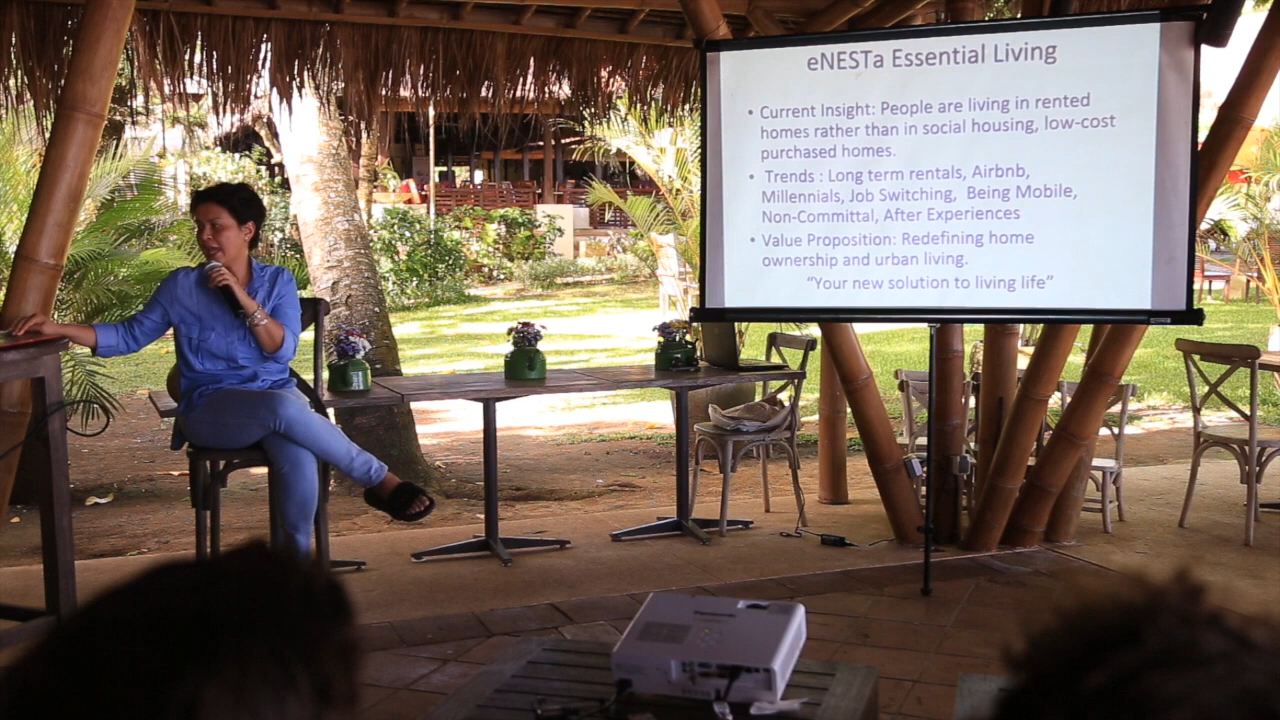 eNESTa Essential Living
• Current Insight: People are living in rented
homes rather than in social housing, low-cost
purchased homes.
• Trends : Long term rentals, Airbnb,
Millennials, Job Switching, Being Mobile,
Non-Committal, After Experiences
• Value Proposition: Redefining home
ownership and urban living.
“Your new solution to living life”
Panasonic